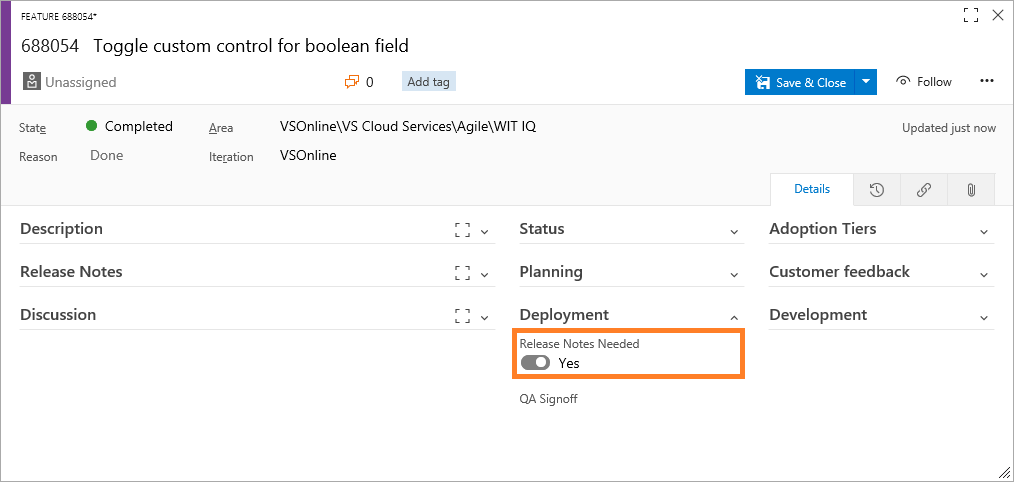 FEATURE 688054*
688054 Toggle custom control for boolean field
Unassigned 0 Add tag Save & Close Follow ...
State Completed Area VSOnline\VS Cloud Services\Agile\WIT IQ Updated just now
Reason Done Iteration VSOnline
Details
Description Status Adoption Tiers
Release Notes Planning Customer feedback
Discussion Deployment Development
Release Notes Needed
Yes
QA Signoff